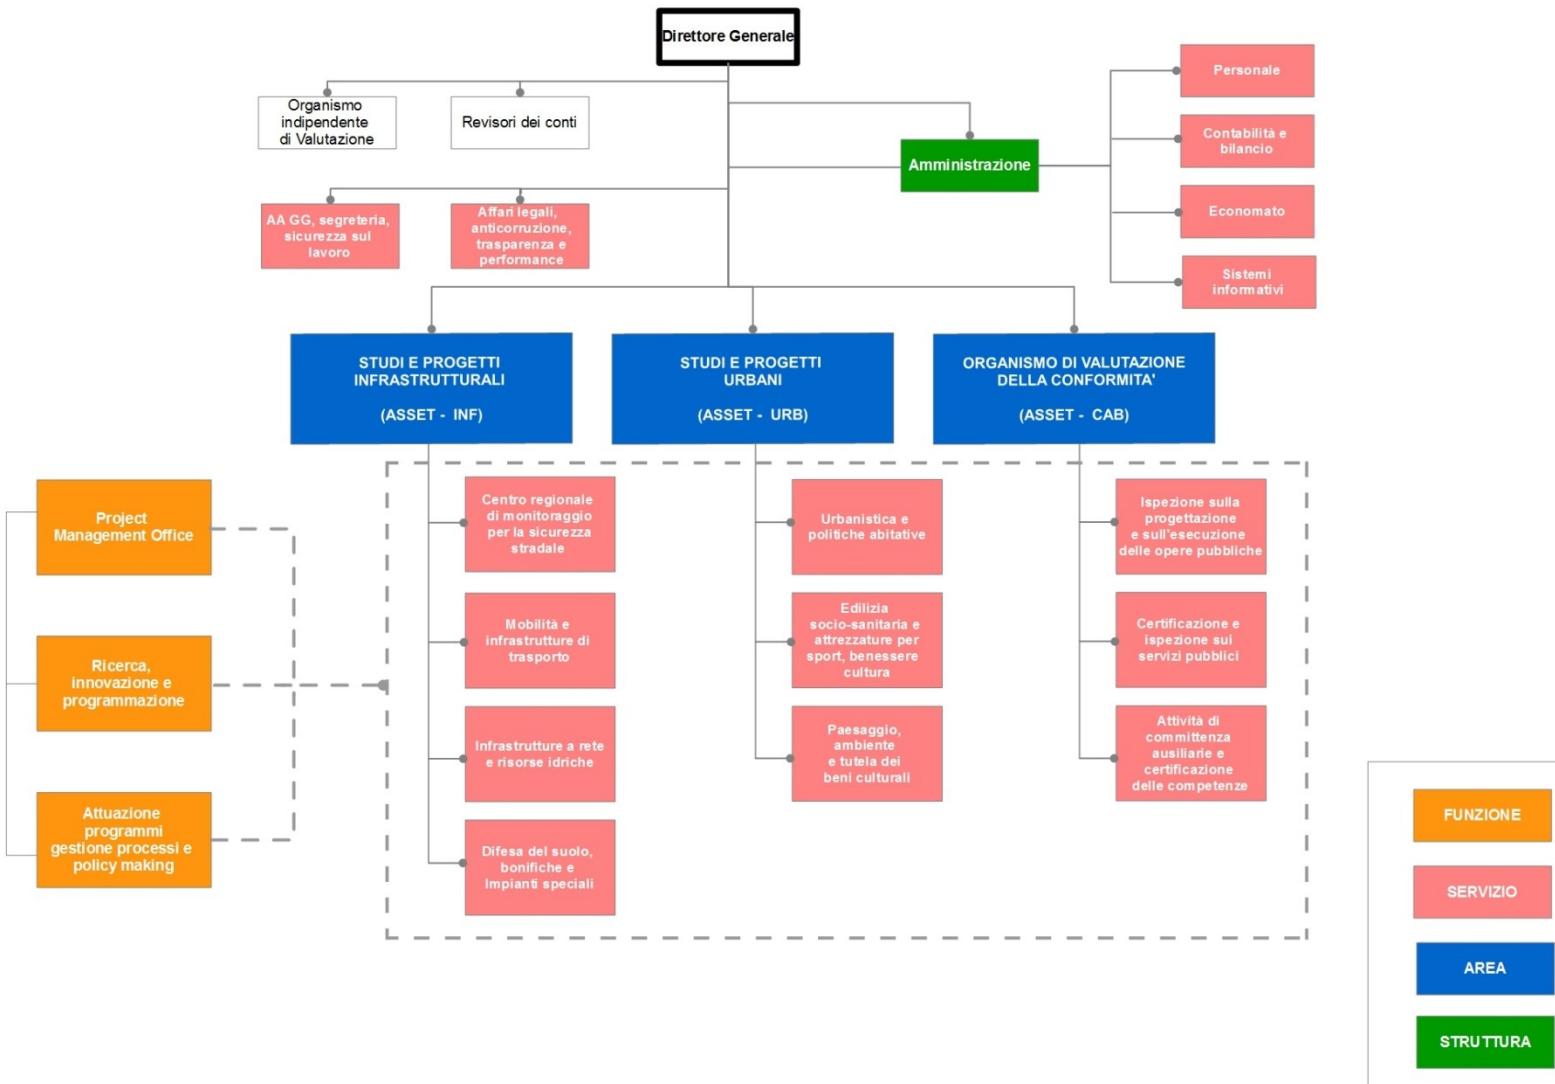 Direttore Generale
Organismo
indipendente
di Valutazione
Revisori dei conti
Amministrazione
Personale
Contabilità e
bilancio
Economato
Sistemi
informativi
AA GG, segreteria,
sicurezza sul
lavoro
Affari legali,
anticorruzione,
trasparenza e
performance
STUDI E PROGETTI
INFRASTRUTTURALI
(ASSET - INF)
STUDI E PROGETTI
URBANI
(ASSET - URB)
ORGANISMO DI VALUTAZIONE
DELLA CONFORMITA'
(ASSET - CAB)
Project
Management Office
Ricerca,
innovazione e
programmazione
Attuazione
programmi
gestione processi e
policy making
Centro regionale
di monitoraggio
per la sicurezza
stradale
Mobilità e
infrastrutture di
trasporto
Infrastrutture a rete
e risorse idriche
Difesa del suolo,
bonifiche e
Impianti speciali
Urbanistica e
politiche abitative
Edilizia
socio-sanitaria e
attrezzature per
sport, benessere
cultura
Paesaggio,
ambiente
e tutela dei
beni culturali
Ispezione sulla
progettazione
e sull'esecuzione
delle opere pubbliche
Certificazione e
ispezione sui
servizi pubblici
Attività di
committenza
ausiliarie e
certificazione
delle competenze
FUNZIONE
SERVIZIO
AREA
STRUTTURA